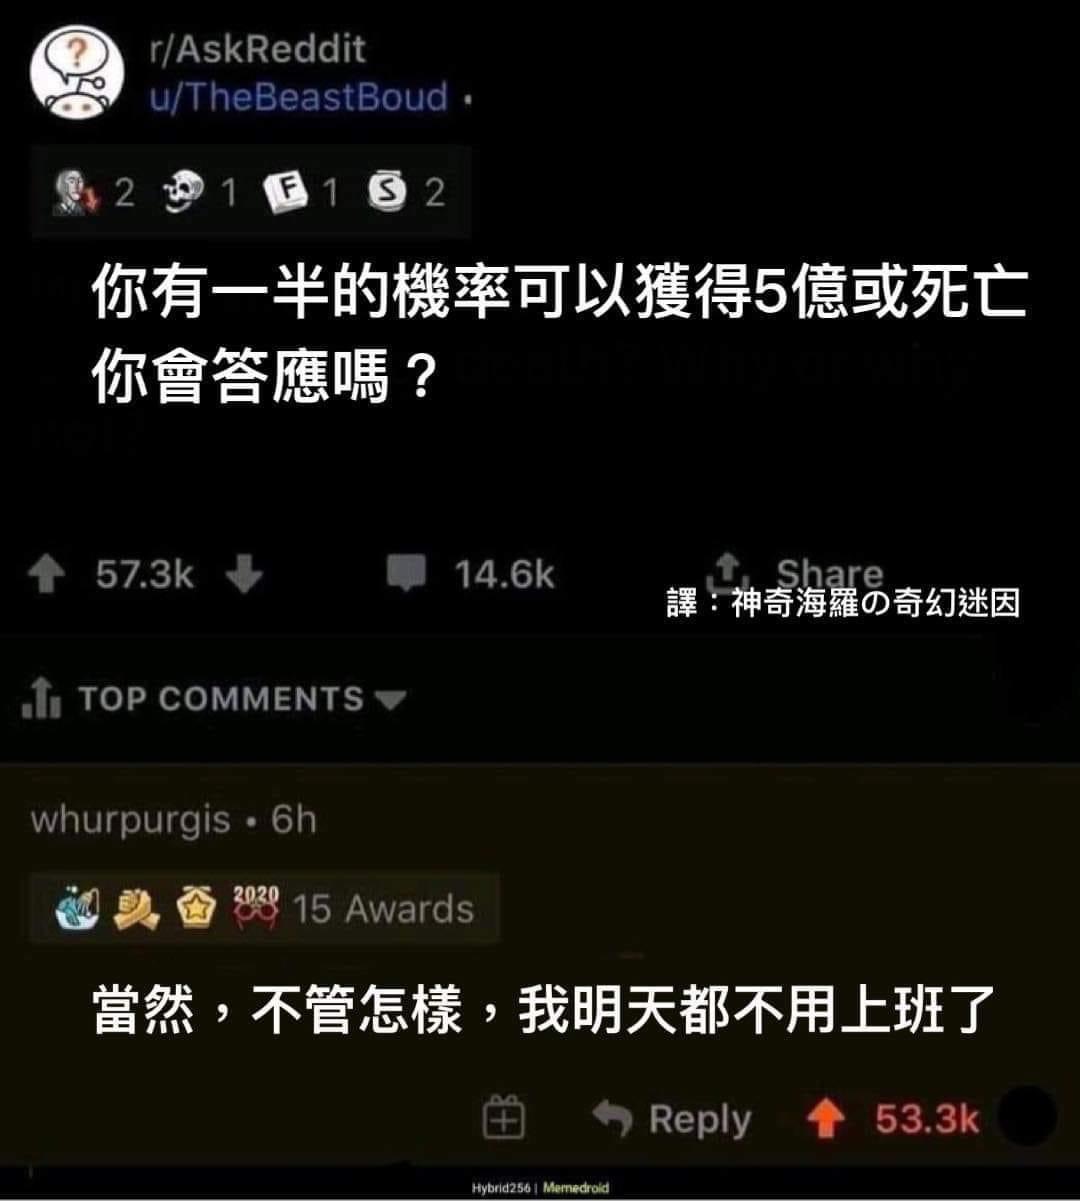 r/AskReddit
u/TheBeastBoud •
2 1 F 1 S 2
你有一半的機率可以獲得5億或死亡
你會答應嗎？
57.3k 14.6k Share
譯：神奇海羅の奇幻迷因
TOP COMMENTS
whurpurgis • 6h
2020 15 Awards
當然，不管怎樣，我明天都不用上班了
Reply 53.3k
Hybrid256 | Memedroid